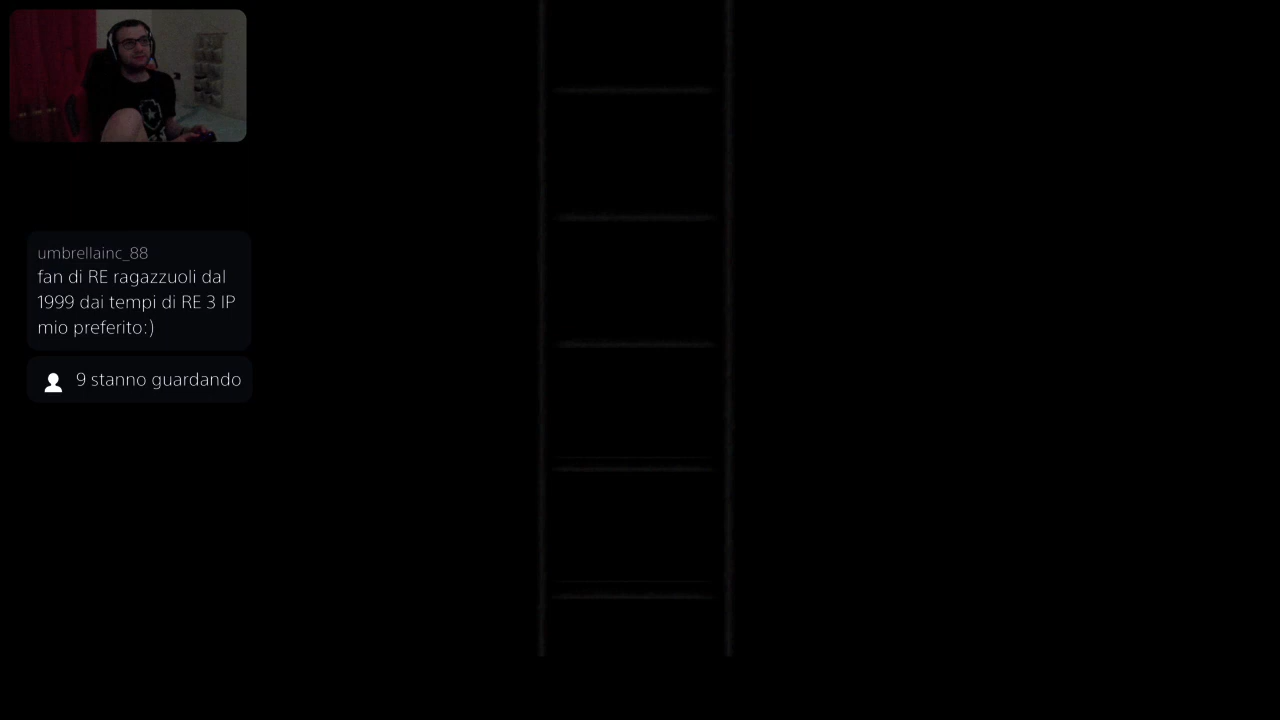 umbrellainc_88
fan di RE ragazzuoli dal
1999 dai tempi di RE 3 IP
mio preferito:)
9 stanno guardando